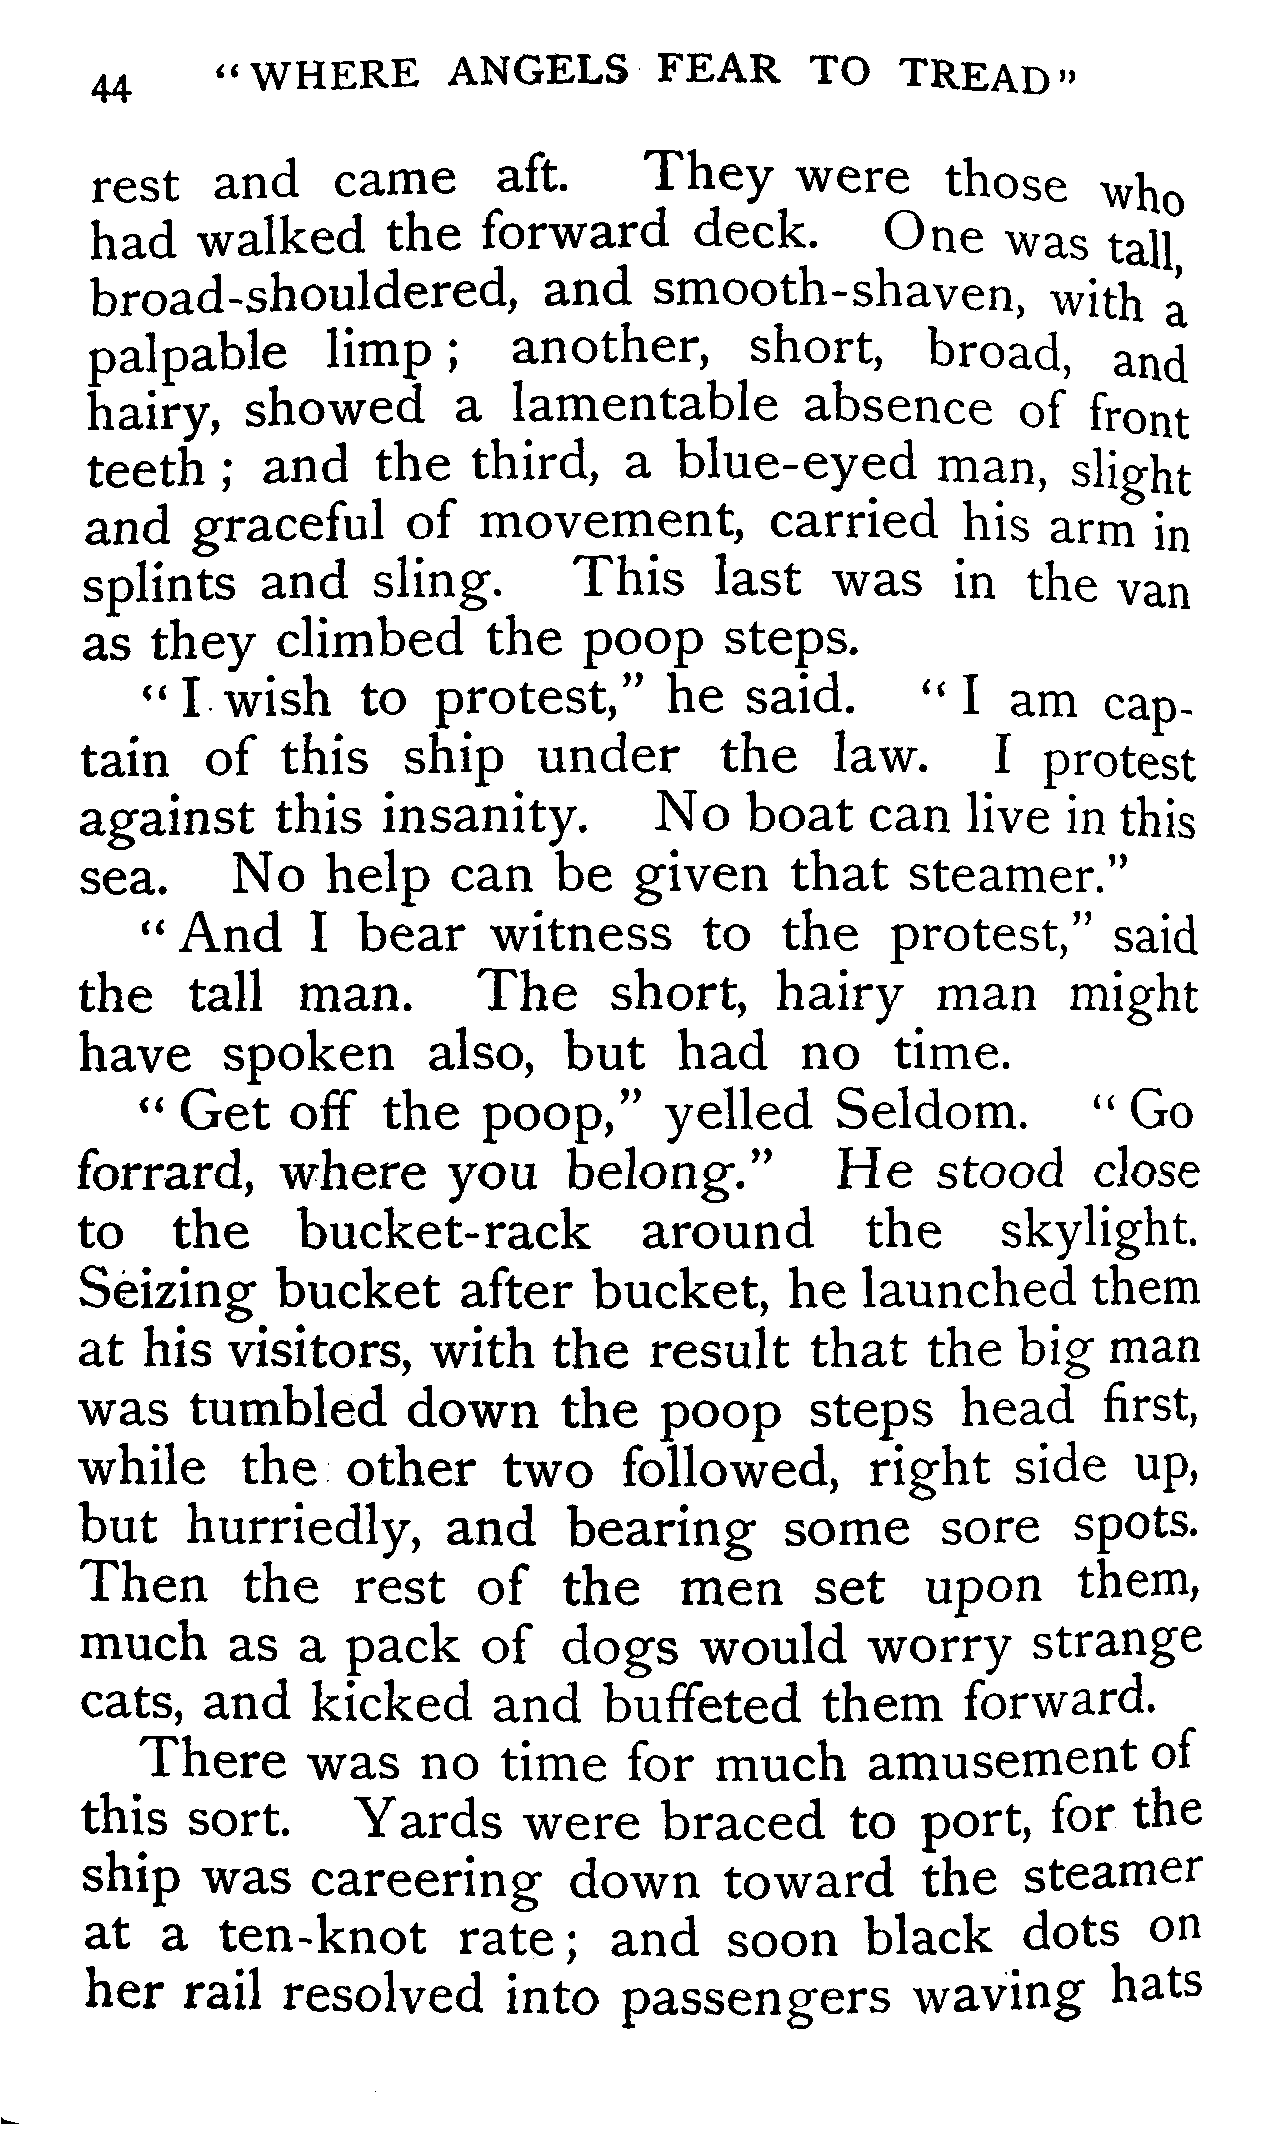 44 “WHERE ANGELS FEAR TO TREAD”
rest and came aft. They were those who
had walked the forward deck. One was tall,
broad-shouldered, and smooth-shaven, with a
palpable limp ; another, short, broad, and
hairy, showed a lamentable absence of front
teeth ; and the third, a blue-eyed man, slight
and graceful of movement, carried his arm in
splints and sling. This last was in the van
as they climbed the poop steps.
“ I wish to protest,” he said. “ I am cap-
tain of this ship under the law. I protest
against this insanity. No boat can live in this
sea. No help can be given that steamer.”
“ And I bear witness to the protest,” said
the tall man. The short, hairy man might
have spoken also, but had no time.
“ Get off the poop,” yelled Seldom. “ Go
forrard, where you belong.” He stood close
to the bucket-rack around the skylight.
Seizing bucket after bucket, he launched them
at his visitors, with the result that the big man
was tumbled down the poop steps head first,
while the other two followed, right side up,
but hurriedly, and bearing some sore spots.
Then the rest of the men set upon them,
much as a pack of dogs would worry strange
cats, and kicked and buffeted them forward.
There was no time for much amusement of
this sort. Yards were braced to port, for the
ship was careering down toward the steamer
at a ten-knot rate ; and soon black dots on
her rail resolved into passengers waving hats